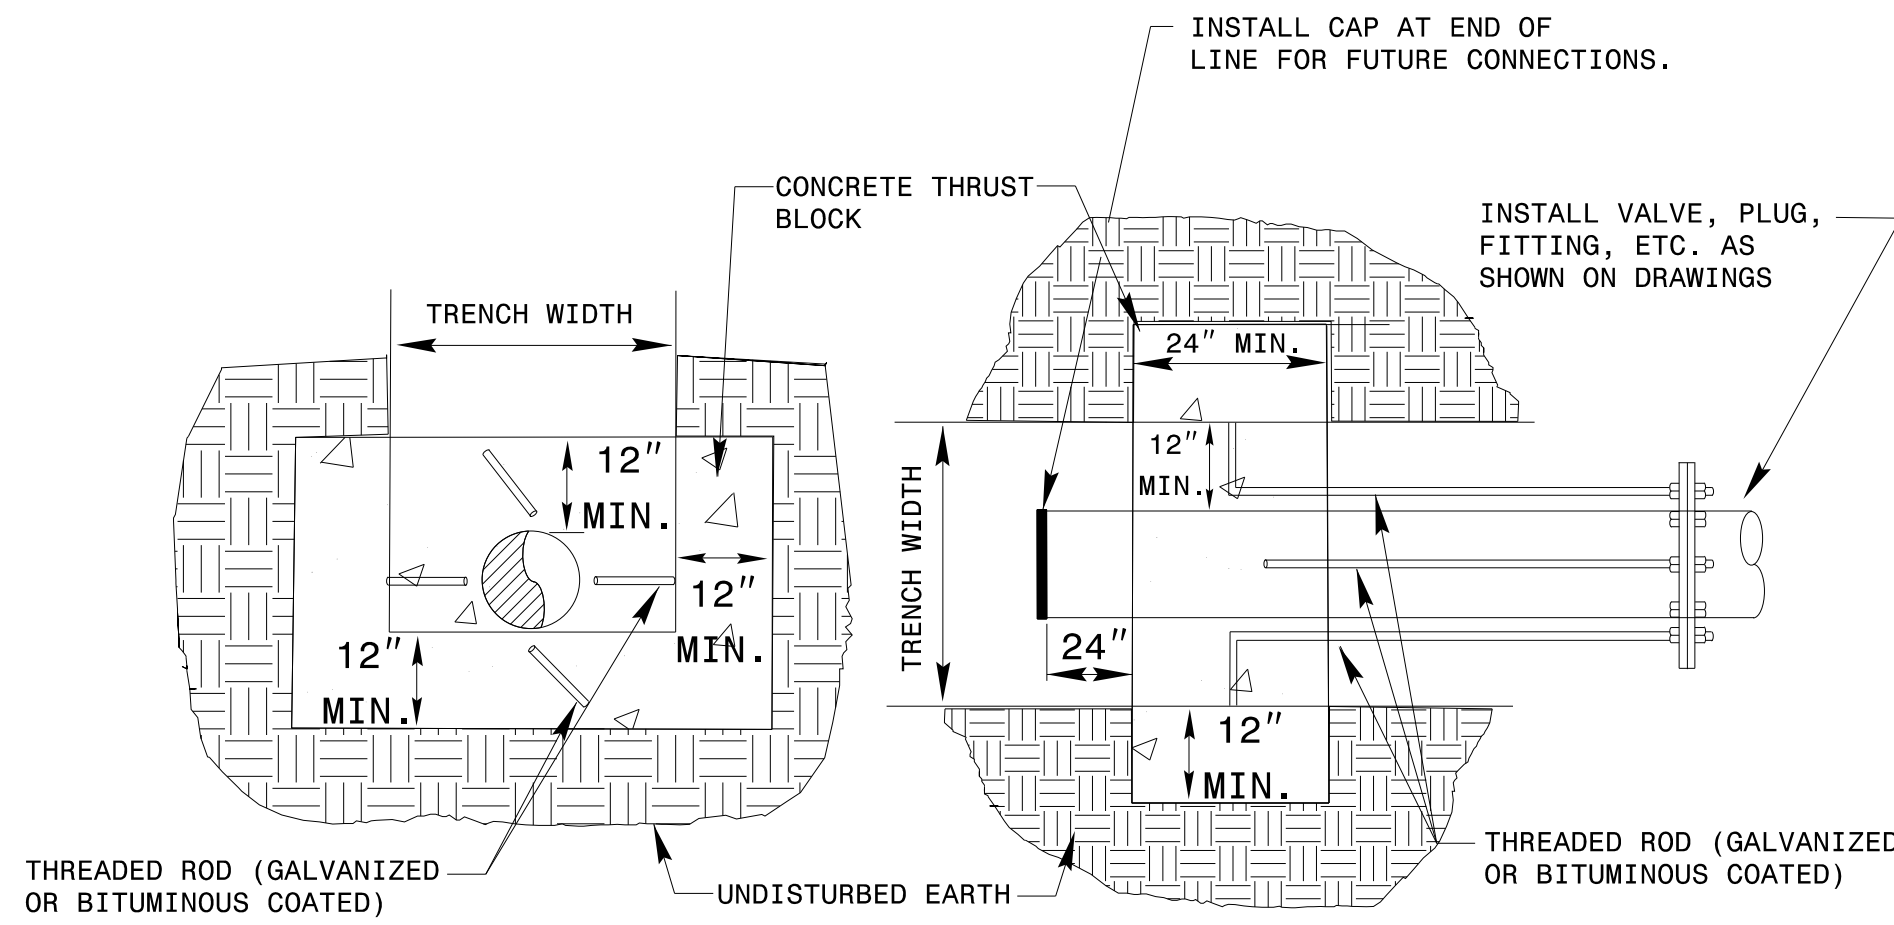 INSTALL CAP AT END OF
LINE FOR FUTURE CONNECTIONS.
CONCRETE THRUST
BLOCK
INSTALL VALVE, PLUG,
FITTING, ETC. AS
SHOWN ON DRAWINGS
TRENCH WIDTH
24" MIN.
12"
MIN.
12"
MIN.
12"
MIN.
12"
MIN.
TRENCH WIDTH
24"
12"
MIN.
THREADED ROD (GALVANIZED
OR BITUMINOUS COATED)
UNDISTURBED EARTH
THREADED ROD (GALVANIZED
OR BITUMINOUS COATED)